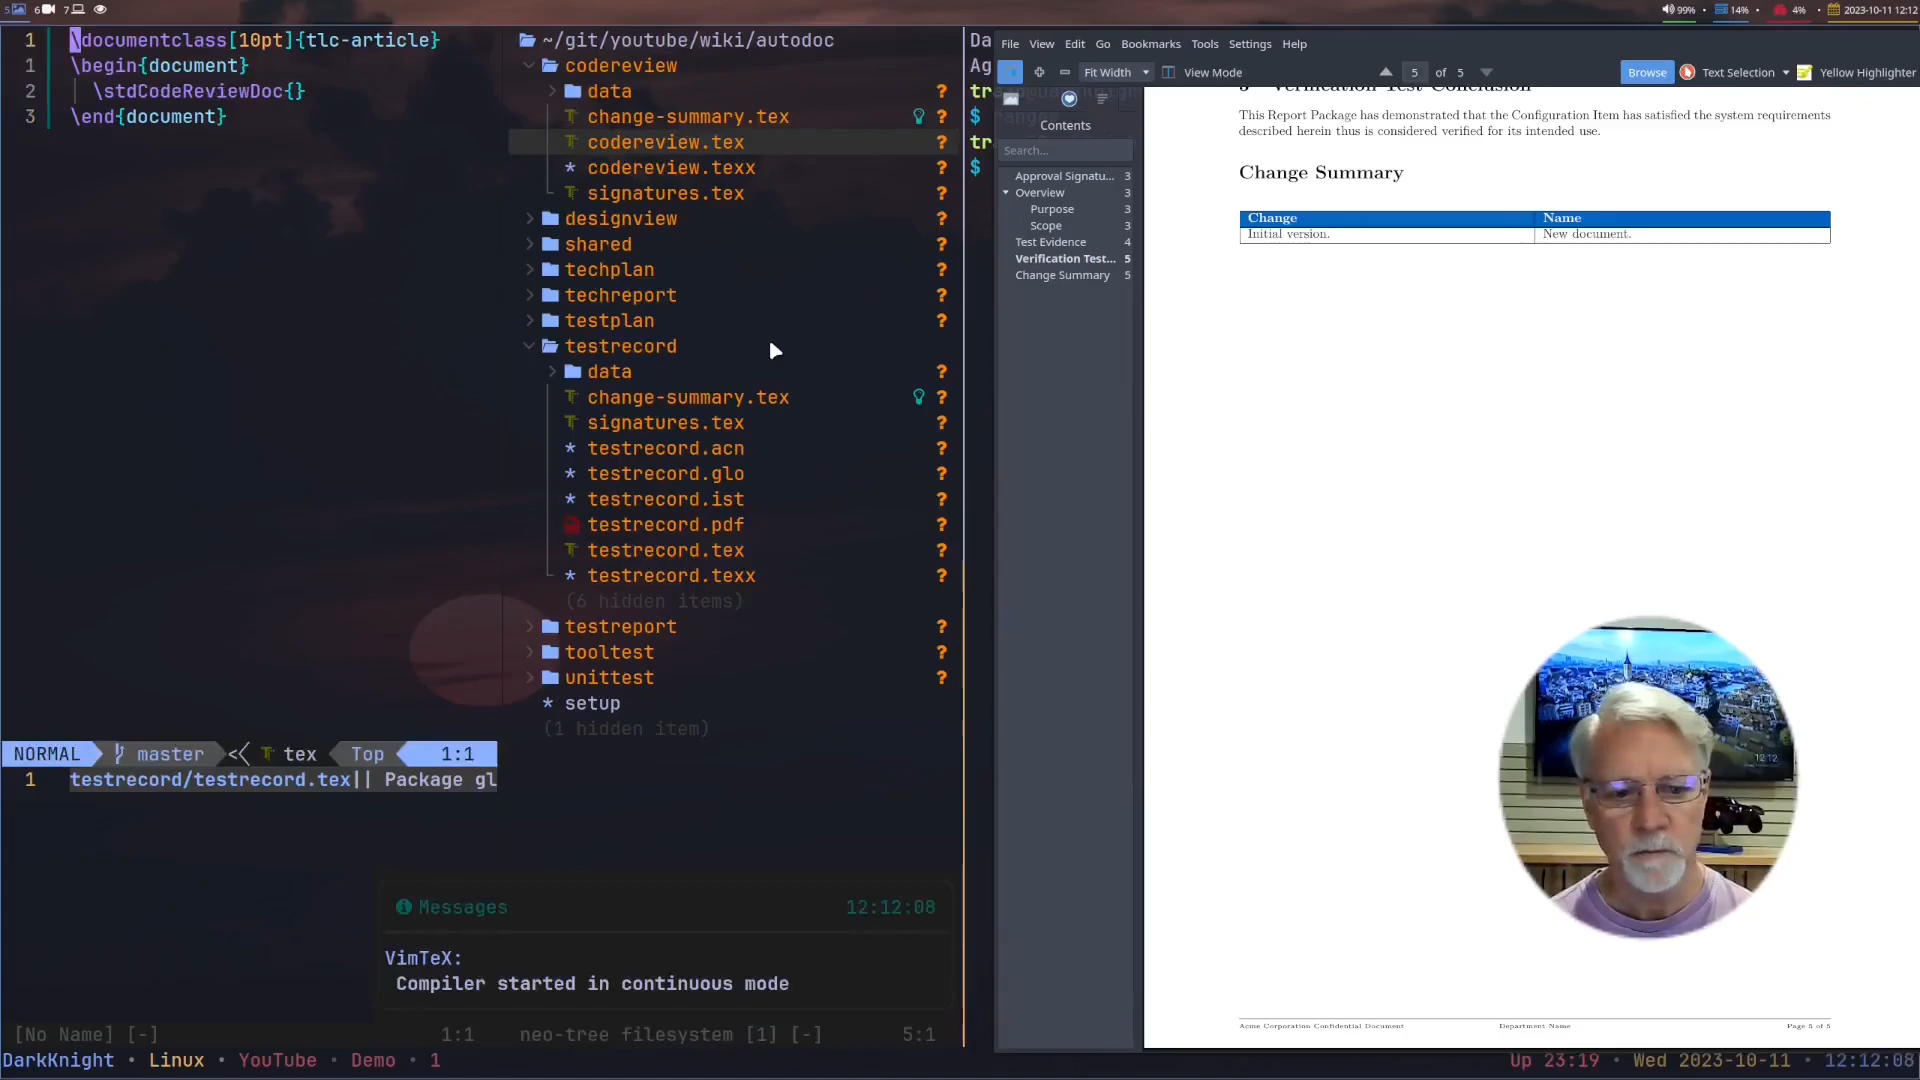 5 6 7 99% • 14% • 4% • 2023-10-11 12:12
1 \documentclass[10pt]{tlc-article}
1 \begin{document}
2 \stdCodeReviewDoc{}
3 \end{document}
~/git/youtube/wiki/autodoc
codereview
data ?
change-summary.tex ?
codereview.tex ?
* codereview.texx ?
signatures.tex ?
designview ?
shared ?
techplan ?
techreport ?
testplan ?
testrecord
data ?
change-summary.tex ?
signatures.tex ?
* testrecord.acn ?
* testrecord.glo ?
* testrecord.ist ?
testrecord.pdf ?
testrecord.tex ?
* testrecord.texx ?
(6 hidden items)
testreport ?
tooltest ?
unittest ?
* setup
(1 hidden item)
NORMAL master << tex Top 1:1
1 testrecord/testrecord.tex|| Package gl
Messages 12:12:08
VimTeX:
Compiler started in continuous mode
[No Name] [-] 1:1 neo-tree filesystem [1] [-] 5:1
DarkKnight • Linux • YouTube • Demo • 1
Up 23:19 • Wed 2023-10-11 • 12:12:08
Da
Ag
tr
$
tr
$
File View Edit Go Bookmarks Tools Settings Help
Fit Width View Mode 5 of 5 Browse Text Selection Yellow Highlighter
Contents
Search...
Approval Signatu... 3
Overview 3
Purpose 3
Scope 3
Test Evidence 4
Verification Test... 5
Change Summary 5
This Report Package has demonstrated that the Configuration Item has satisfied the system requirements
described herein thus is considered verified for its intended use.
Change Summary
Change Name
Initial version. New document.
12:12
Acme Corporation Confidential Document Department Name Page 5 of 5